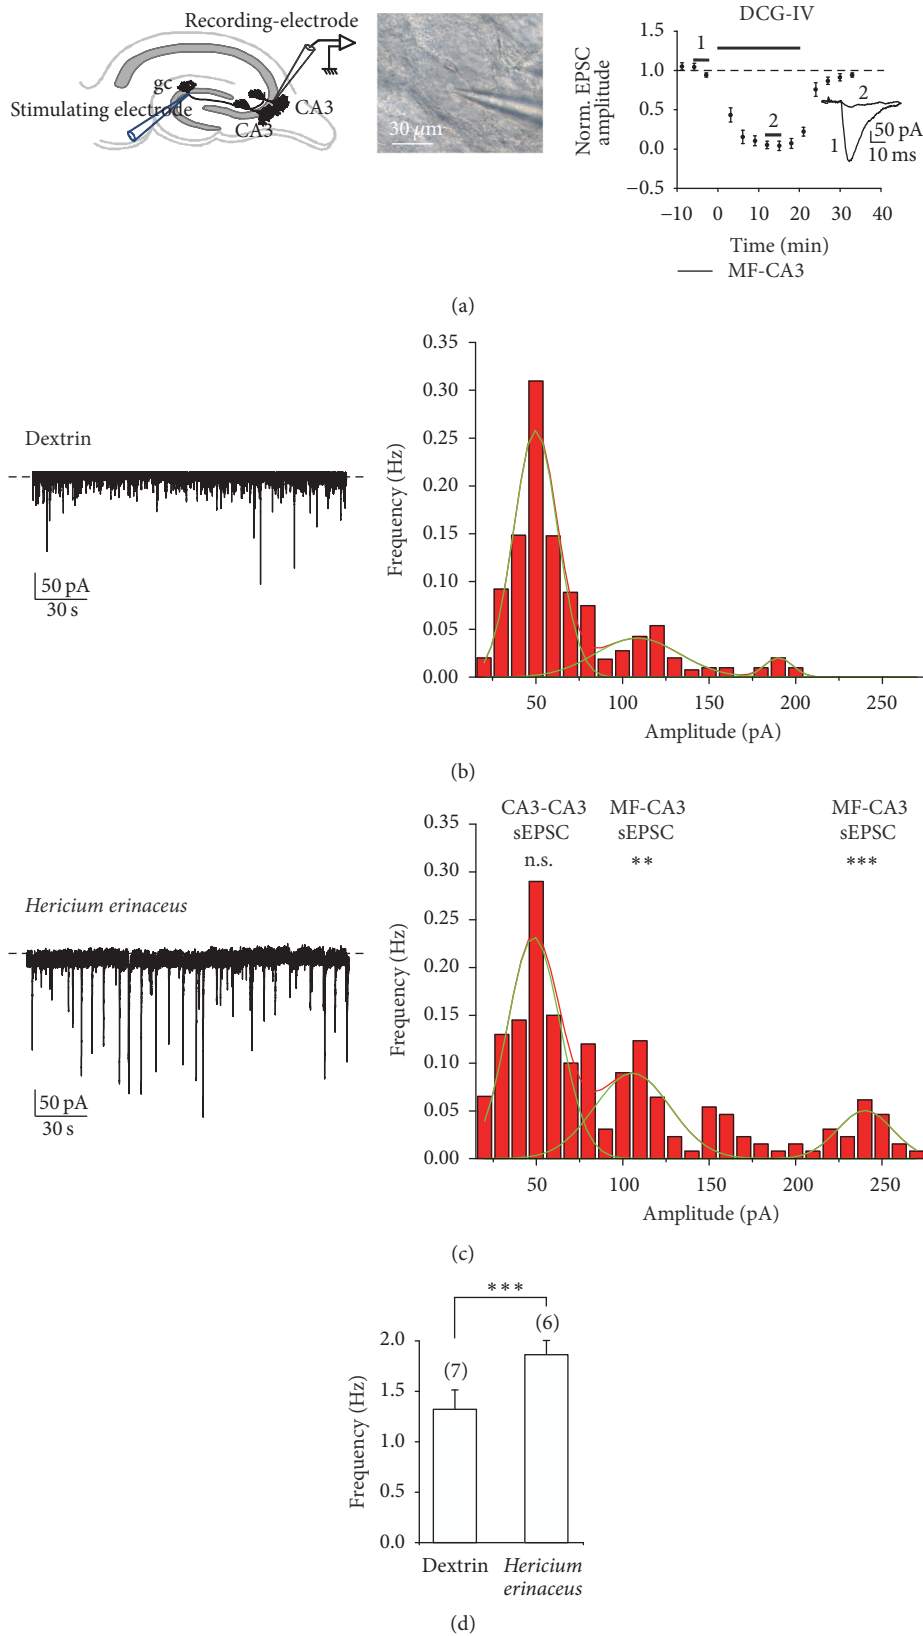 Recording-electrode
gc
Stimulating electrode
CA3
CA3
30 µm
DCG-IV
Norm. EPSC
amplitude
1.5
1.0
0.5
0.0
−0.5
1
2
2
1
50 pA
10 ms
−10 0 10 20 30 40
Time (min)
MF-CA3
(a)
Dextrin
50 pA
30 s
Frequency (Hz)
0.35
0.30
0.25
0.20
0.15
0.10
0.05
0.00
50 100 150 200 250
Amplitude (pA)
(b)
Hericium erinaceus
50 pA
30 s
CA3-CA3
sEPSC
n.s.
MF-CA3
sEPSC
**
MF-CA3
sEPSC
***
Frequency (Hz)
0.35
0.30
0.25
0.20
0.15
0.10
0.05
0.00
50 100 150 200 250
Amplitude (pA)
(c)
***
(7)
(6)
Frequency (Hz)
2.0
1.5
1.0
0.5
0.0
Dextrin
Hericium
erinaceus
(d)